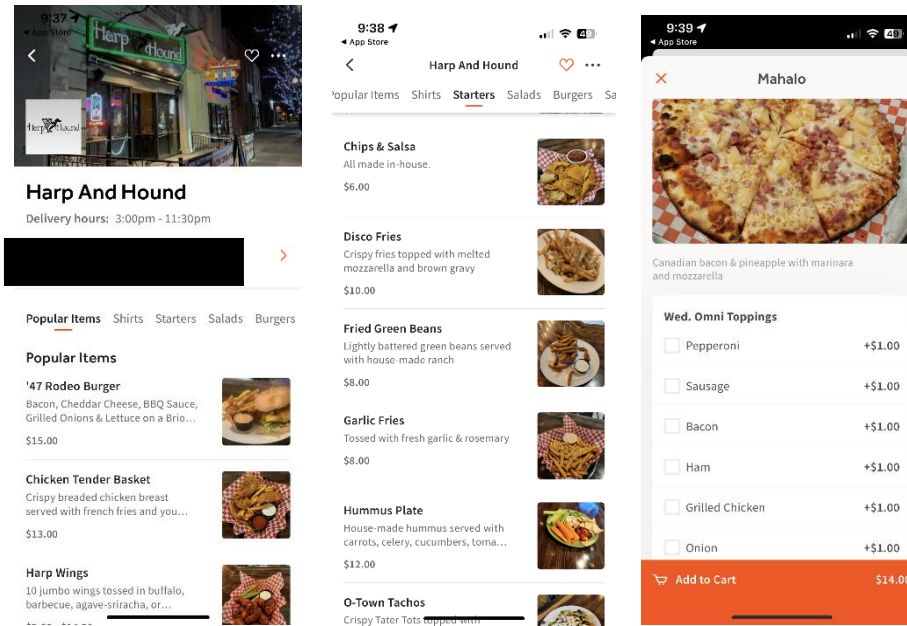 9:37
App Store
Harp Hound
Harp Hound
Harp And Hound
Delivery hours: 3:00pm - 11:30pm
Popular Items Shirts Starters Salads Burgers
Popular Items
'47 Rodeo Burger
Bacon, Cheddar Cheese, BBQ Sauce,
Grilled Onions & Lettuce on a Brio…
$15.00
Chicken Tender Basket
Crispy breaded chicken breast
served with french fries and you…
$13.00
Harp Wings
10 jumbo wings tossed in buffalo,
barbecue, agave-sriracha, or…
9:38
49
App Store
Harp And Hound
Popular Items Shirts Starters Salads Burgers Sa
Chips & Salsa
All made in-house.
$6.00
Disco Fries
Crispy fries topped with melted
mozzarella and brown gravy
$10.00
Fried Green Beans
Lightly battered green beans served
with house-made ranch
$8.00
Garlic Fries
Tossed with fresh garlic & rosemary
$8.00
Hummus Plate
House-made hummus served with
carrots, celery, cucumbers, toma…
$12.00
O-Town Tachos
Crispy Tater Tots topped with
9:39
49
App Store
Mahalo
Canadian bacon & pineapple with marinara
and mozzarella
Wed. Omni Toppings
Pepperoni +$1.00
Sausage +$1.00
Bacon +$1.00
Ham +$1.00
Grilled Chicken +$1.00
Onion +$1.00
Add to Cart $14.00